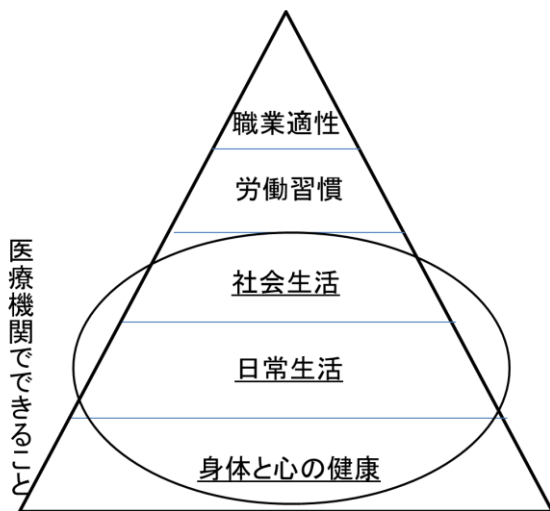 職業適性
労働習慣
社会生活
日常生活
身体と心の健康
医療機関でできること